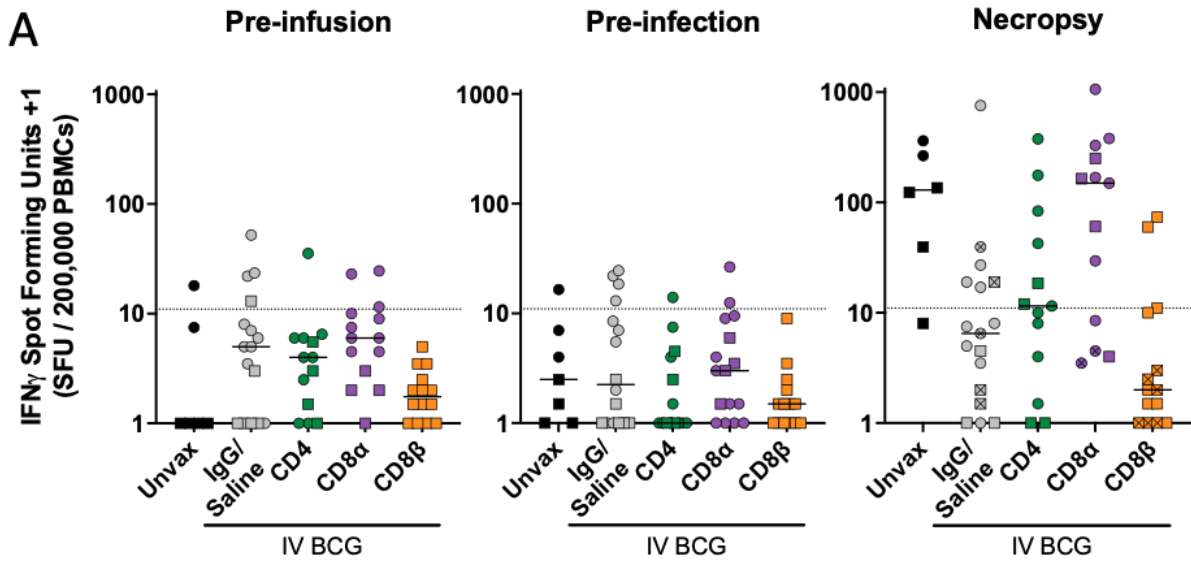 A
Pre-infusion
Pre-infection
Necropsy
IFNγ Spot Forming Units +1
(SFU / 200,000 PBMCs)
1000
100
10
1
Unvax
IgG/
Saline
CD4
CD8α
CD8β
IV BCG
1000
100
10
1
Unvax
IgG/
Saline
CD4
CD8α
CD8β
IV BCG
1000
100
10
1
Unvax
IgG/
Saline
CD4
CD8α
CD8β
IV BCG